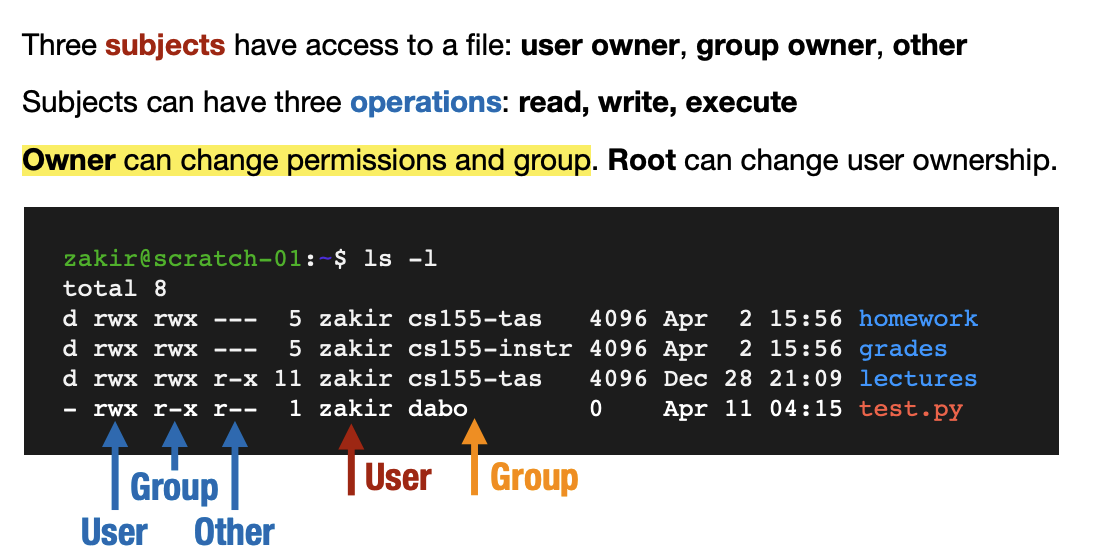 Three subjects have access to a file: user owner, group owner, other
Subjects can have three operations: read, write, execute
Owner can change permissions and group. Root can change user ownership.
zakir@scratch-01:~$ ls -l
total 8
d rwx rwx --- 5 zakir cs155-tas 4096 Apr 2 15:56 homework
d rwx rwx --- 5 zakir cs155-instr 4096 Apr 2 15:56 grades
d rwx rwx r-x 11 zakir cs155-tas 4096 Dec 28 21:09 lectures
- rwx r-x r-- 1 zakir dabo 0 Apr 11 04:15 test.py
User Group
Group
User Other